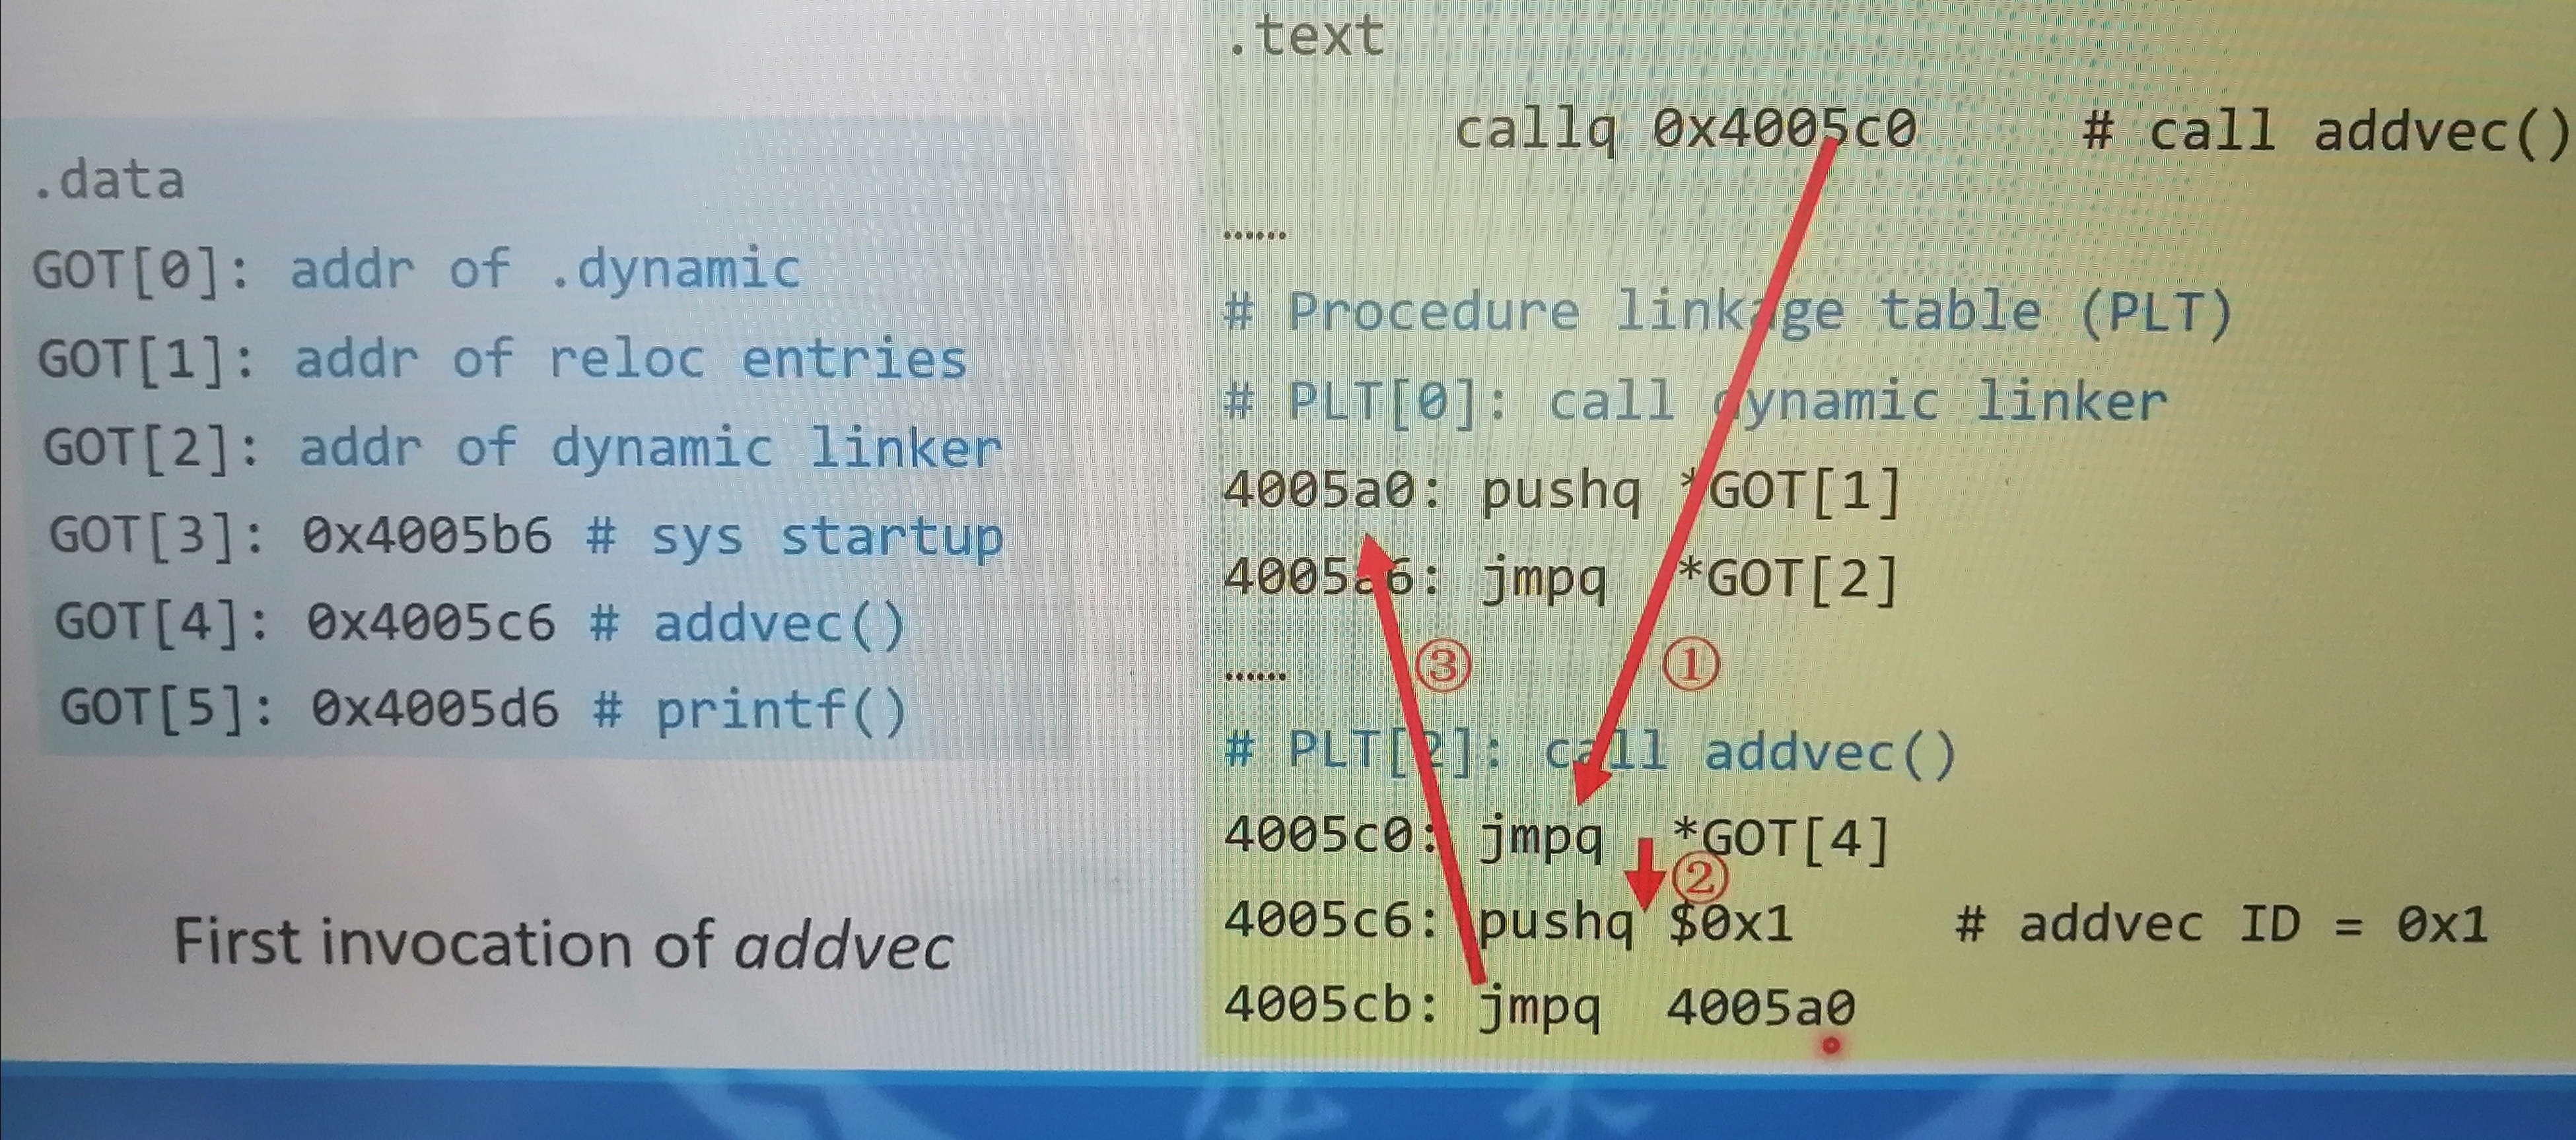 .data
GOT[0]: addr of .dynamic
GOT[1]: addr of reloc entries
GOT[2]: addr of dynamic linker
GOT[3]: 0x4005b6 # sys startup
GOT[4]: 0x4005c6 # addvec()
GOT[5]: 0x4005d6 # printf()
First invocation of addvec
.text
callq 0x4005c0 # call addvec()
……
# Procedure linkage table (PLT)
# PLT[0]: call dynamic linker
4005a0: pushq *GOT[1]
4005a6: jmpq *GOT[2]
③ ①
……
# PLT[2]: call addvec()
4005c0: jmpq *GOT[4]
②
4005c6: pushq $0x1 # addvec ID = 0x1
4005cb: jmpq 4005a0